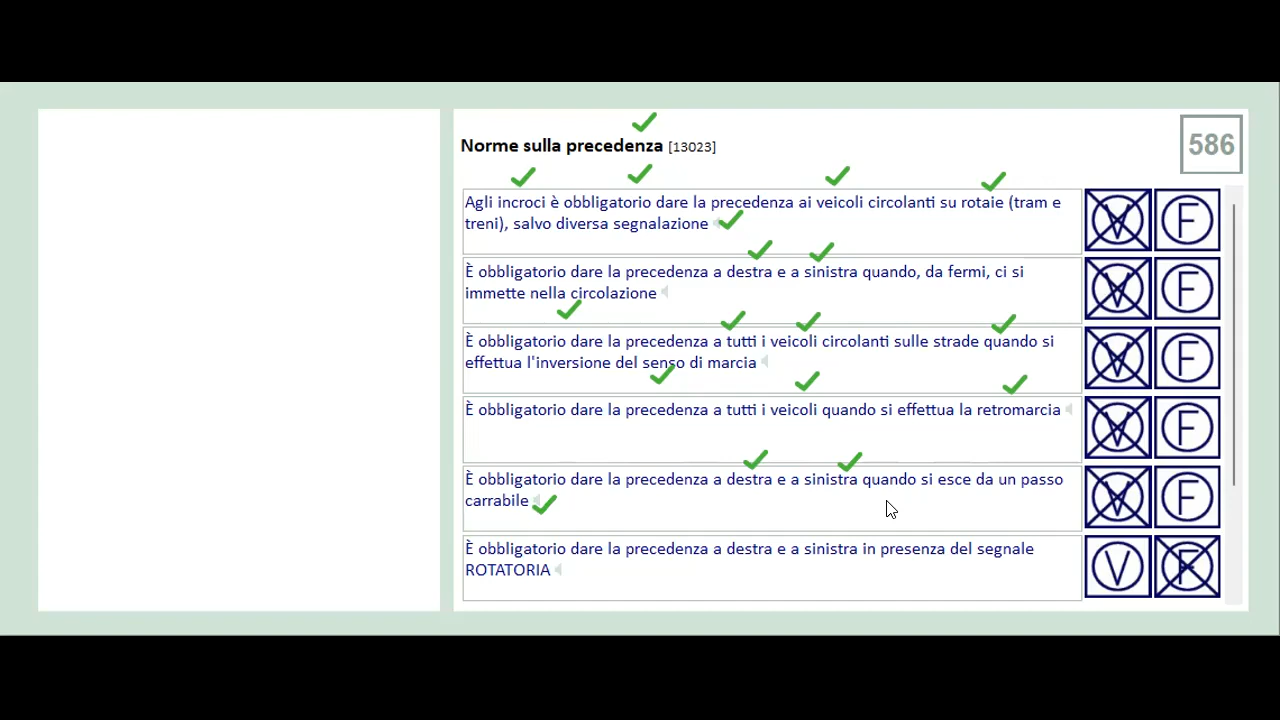 Norme sulla precedenza [13023]
586
Agli incroci è obbligatorio dare la precedenza ai veicoli circolanti su rotaie (tram e
treni), salvo diversa segnalazione
V F
È obbligatorio dare la precedenza a destra e a sinistra quando, da fermi, ci si
immette nella circolazione
V F
È obbligatorio dare la precedenza a tutti i veicoli circolanti sulle strade quando si
effettua l'inversione del senso di marcia
V F
È obbligatorio dare la precedenza a tutti i veicoli quando si effettua la retromarcia
V F
È obbligatorio dare la precedenza a destra e a sinistra quando si esce da un passo
carrabile
V F
È obbligatorio dare la precedenza a destra e a sinistra in presenza del segnale
ROTATORIA
V F